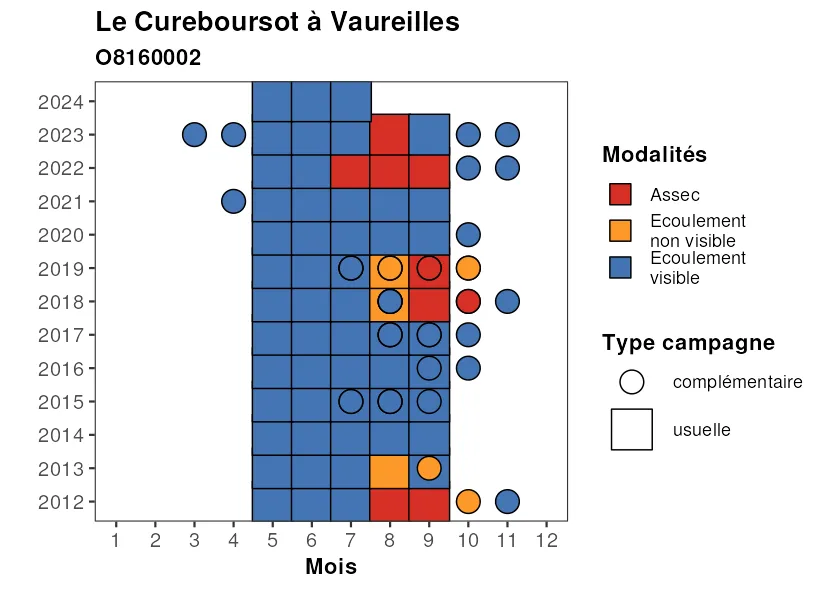 Le Cureboursot à Vaureilles
O8160002
2024
2023
2022
2021
2020
2019
2018
2017
2016
2015
2014
2013
2012
1 2 3 4 5 6 7 8 9 10 11 12
Mois
Modalités
Assec
Ecoulement
non visible
Ecoulement
visible
Type campagne
complémentaire
usuelle